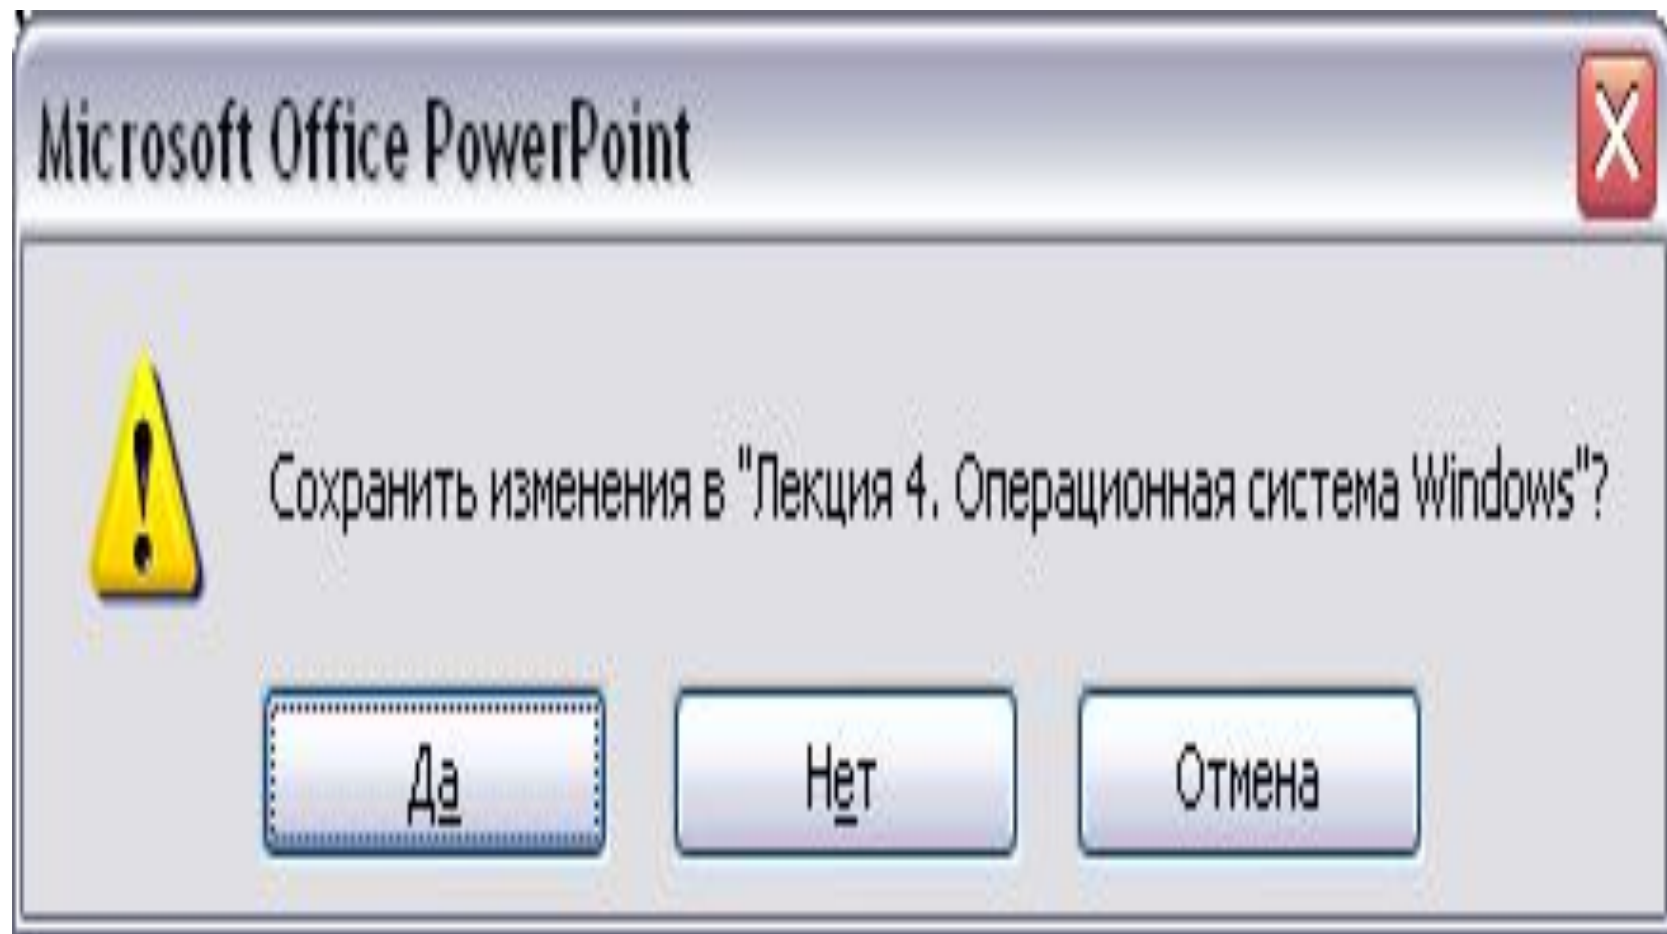 Microsoft Office PowerPoint
Сохранить изменения в "Лекция 4. Операционная система Windows"?
Да Нет Отмена